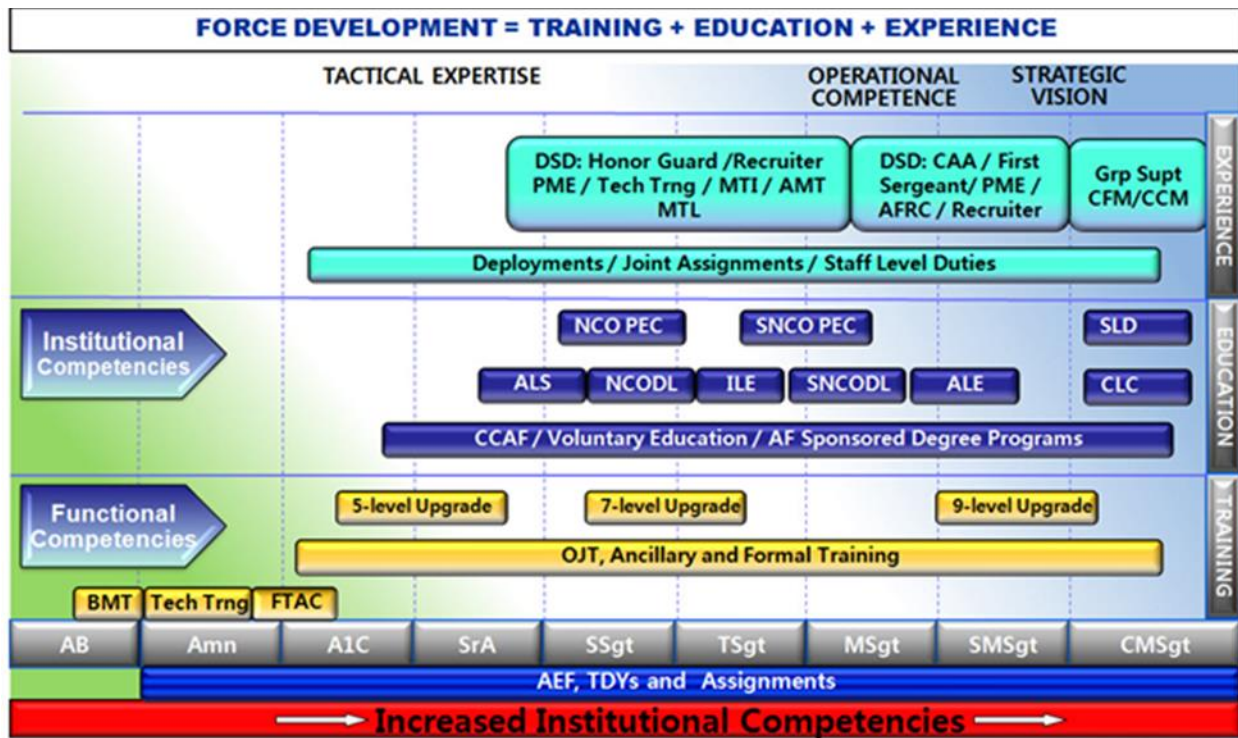 FORCE DEVELOPMENT = TRAINING + EDUCATION + EXPERIENCE
TACTICAL EXPERTISE
OPERATIONAL
COMPETENCE
STRATEGIC
VISION
DSD: Honor Guard /Recruiter
PME / Tech Trng / MTI / AMT
MTL
DSD: CAA / First
Sergeant/ PME /
AFRC / Recruiter
Grp Supt
CFM/CCM
EXPERIENCE
Deployments / Joint Assignments / Staff Level Duties
Institutional
Competencies
NCO PEC
SNCO PEC
SLD
ALS
NCODL
ILE
SNCODL
ALE
CLC
EDUCATION
CCAF / Voluntary Education / AF Sponsored Degree Programs
Functional
Competencies
5-level Upgrade
7-level Upgrade
9-level Upgrade
OJT, Ancillary and Formal Training
TRAINING
BMT
Tech Trng
FTAC
AB
Amn
A1C
SrA
SSgt
TSgt
MSgt
SMSgt
CMSgt
AEF, TDYs and Assignments
Increased Institutional Competencies